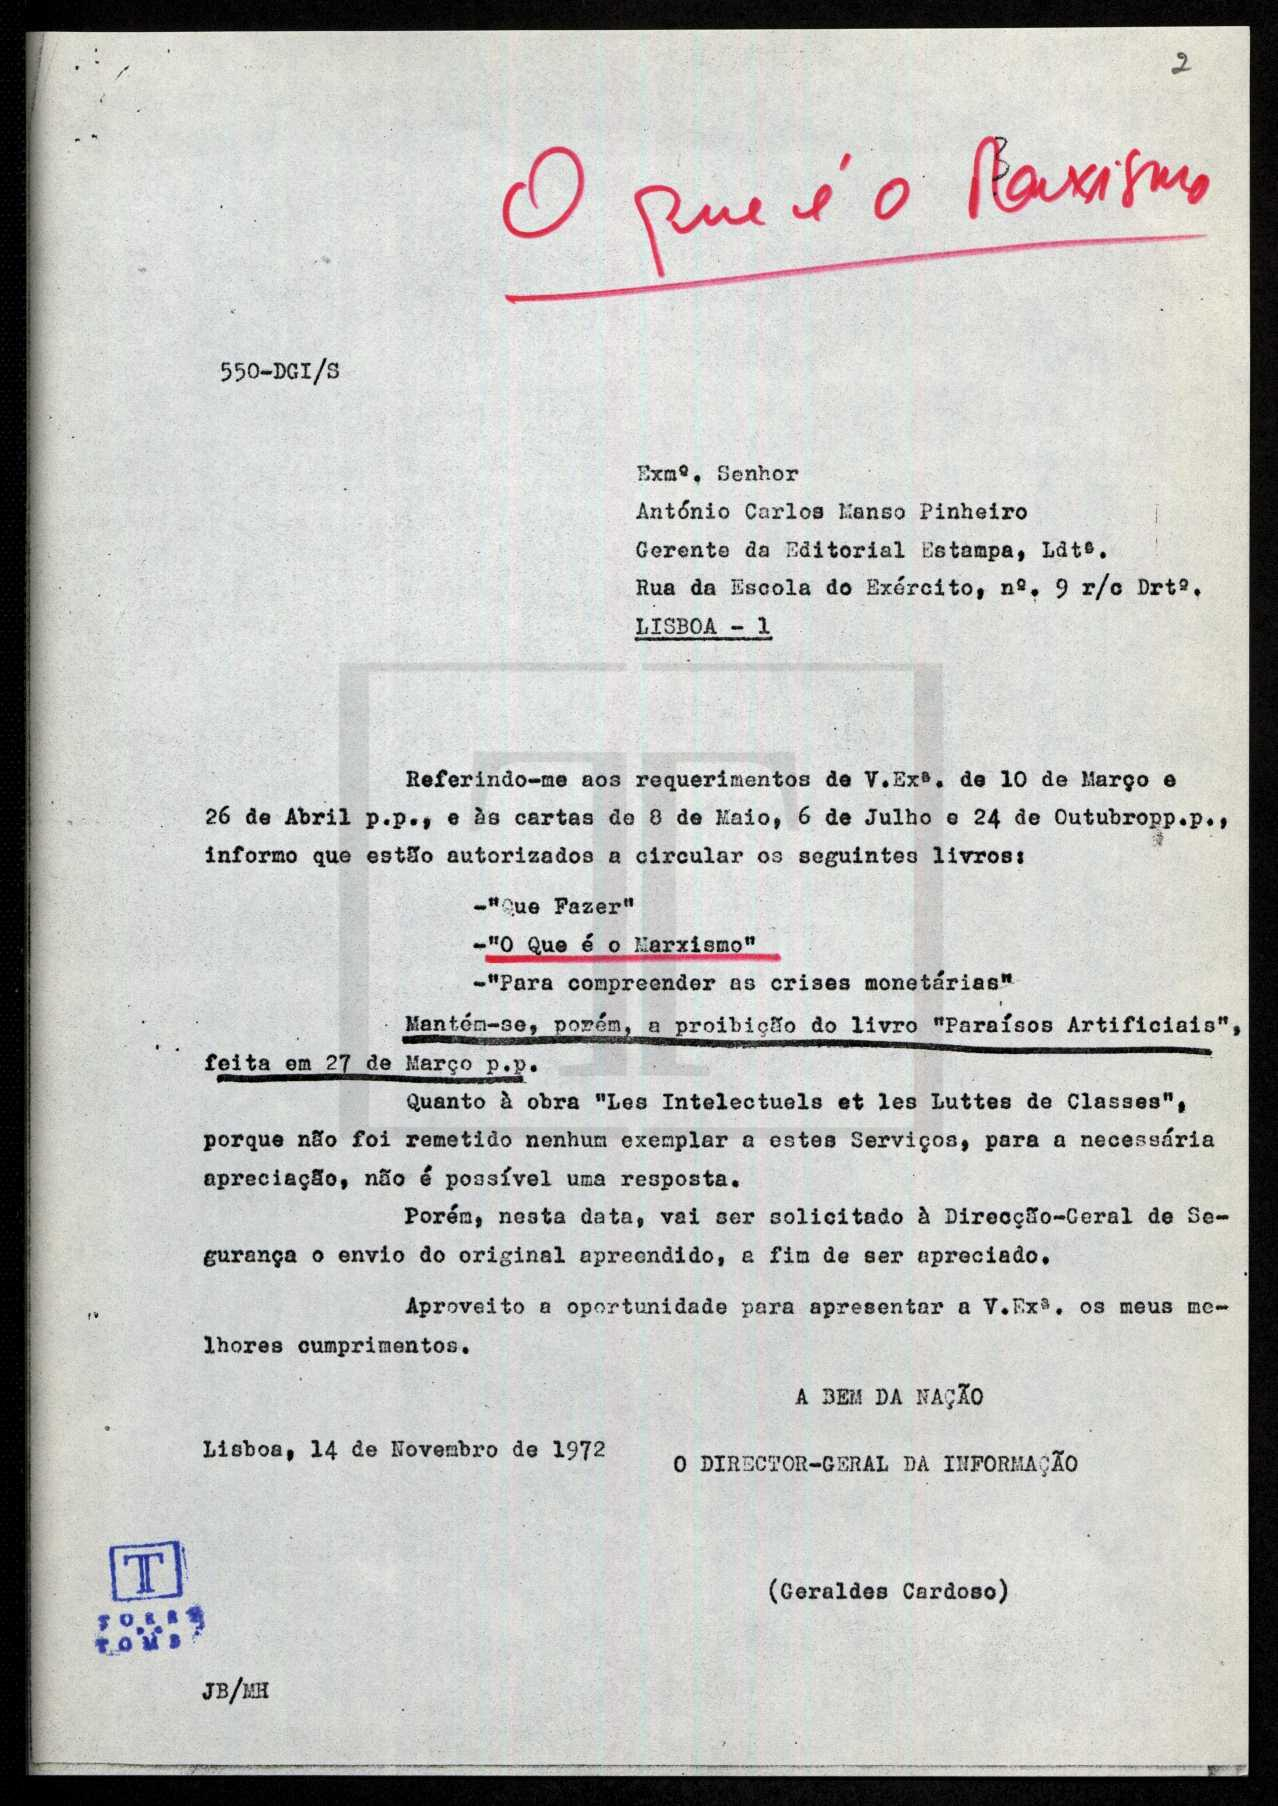 2
O que é o Marxismo
550-DGI/S
Exmº. Senhor
António Carlos Manso Pinheiro
Gerente da Editorial Estampa, Ldtª.
Rua da Escola do Exército, nº. 9 r/c Drtº.
LISBOA - 1
Referindo-me aos requerimentos de V.Exª. de 10 de Março e
26 de Abril p.p., e às cartas de 8 de Maio, 6 de Julho e 24 de Outubropp.p.,
informo que estão autorizados a circular os seguintes livros:
-"Que Fazer"
-"O Que é o Marxismo"
-"Para compreender as crises monetárias"
Mantém-se, porém, a proibição do livro "Paraísos Artificiais",
feita em 27 de Março p.p.
Quanto à obra "Les Intelectuels et les Luttes de Classes",
porque não foi remetido nenhum exemplar a estes Serviços, para a necessária
apreciação, não é possível uma resposta.
Porém, nesta data, vai ser solicitado à Direcção-Geral de Se-
gurança o envio do original apreendido, a fim de ser apreciado.
Aproveito a oportunidade para apresentar a V.Exª. os meus me-
lhores cumprimentos.
A BEM DA NAÇÃO
Lisboa, 14 de Novembro de 1972
O DIRECTOR-GERAL DA INFORMAÇÃO
(Geraldes Cardoso)
T
TORRE
TOMB
JB/MH